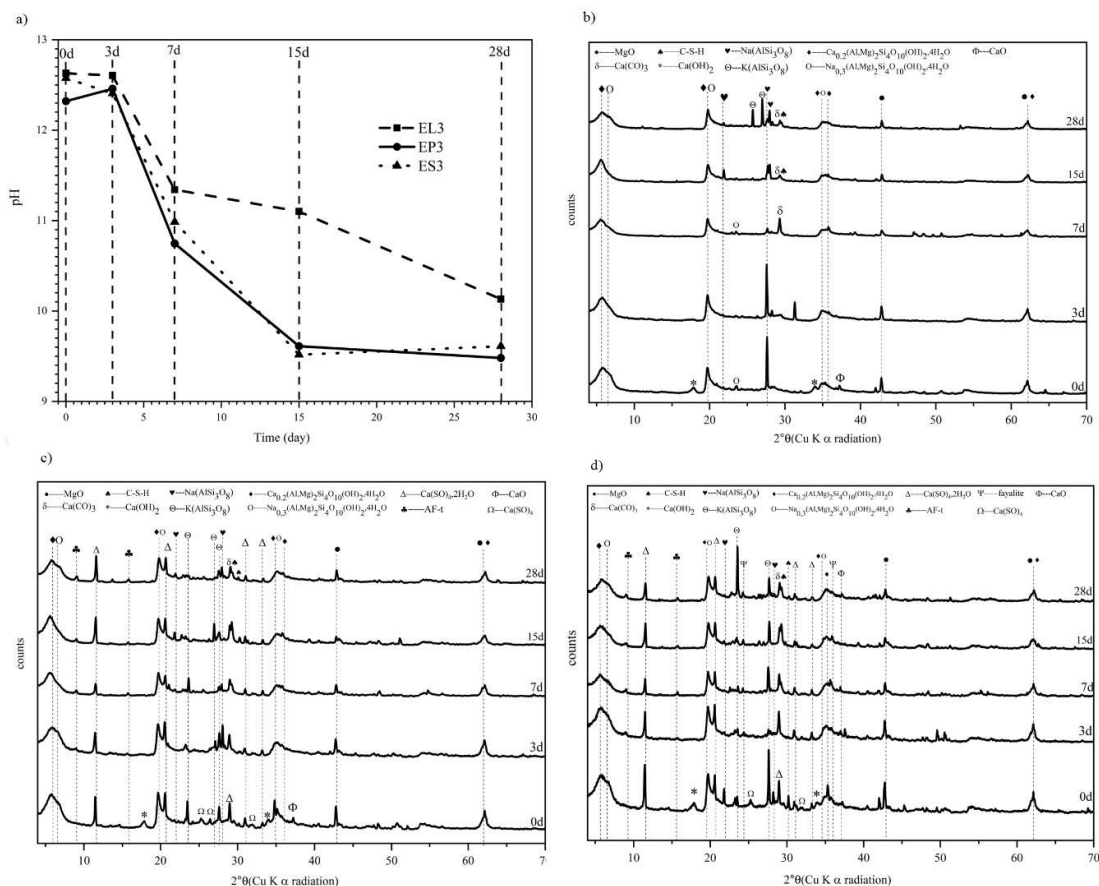 a)
0d 3d 7d 15d 28d
13
12
11
10
9
pH
EL3
EP3
ES3
0 5 10 15 20 25 30
Time (day)
b)
●——MgO ♠——C-S-H ♥---Na(AlSi₃O₈) ♦——Ca₀.₂(Al,Mg)₂Si₄O₁₀(OH)₂.4H₂O Φ---CaO
δ——Ca(CO)₃ *——Ca(OH)₂ Θ---K(AlSi₃O₈) O---Na₀,₃(Al,Mg)₂Si₄O₁₀(OH)₂.4H₂O
♦ O ♦ O ♥ Θ Θ ♥ ♥ δ ♠ ♦ O ♦ ● ● ♦
28d
δ ♠
15d
O δ
7d
3d
* O * Φ
0d
counts
10 20 30 40 50 60 70
2°θ(Cu K α radiation)
c)
■——MgO ♠——C-S-H ♥---Na(AlSi₃O₈) ♦——Ca₀.₂(Al,Mg)₂Si₄O₁₀(OH)₂.4H₂O Δ——Ca(SO)₄.2H₂O Φ---CaO
δ——Ca(CO)₃ *——Ca(OH)₂ Θ---K(AlSi₃O₈) O---Na₀,₃(Al,Mg)₂Si₄O₁₀(OH)₂.4H₂O ♣——AF-t Ω——Ca(SO)₄
♦ O ♣ Δ ♣ ♦ O Δ ♥ Θ Θ Θ ♥ δ ♠ ♠ Δ Δ ♦ O ♦ ● ● ♦
28d
15d
7d
3d
* Ω Ω Δ Ω * Φ
0d
counts
10 20 30 40 50 60 70
2°θ(Cu K α radiation)
d)
●——MgO ♠——C-S-H ♥---Na(AlSi₃O₈) ♦——Ca₀.₂(Al,Mg)₂Si₄O₁₀(OH)₂.4H₂O Δ——Ca(SO)₄.2H₂O Ψ——fayalite Φ---CaO
δ——Ca(CO)₃ *——Ca(OH)₂ Θ---K(AlSi₃O₈) O---Na₀,₃(Al,Mg)₂Si₄O₁₀(OH)₂.4H₂O ♣——AF-t Ω——Ca(SO)₄
♦ O ♣ Δ ♣ ♦ O Δ ♥ Θ Ψ Θ ♥ δ ♠ ♠ Δ Δ ♦ O ♦ Ψ Φ ● ● ♦
28d
15d
7d
3d
* Ω Δ Ω *
0d
counts
10 20 30 40 50 60 70
2°θ(Cu K α radiation)